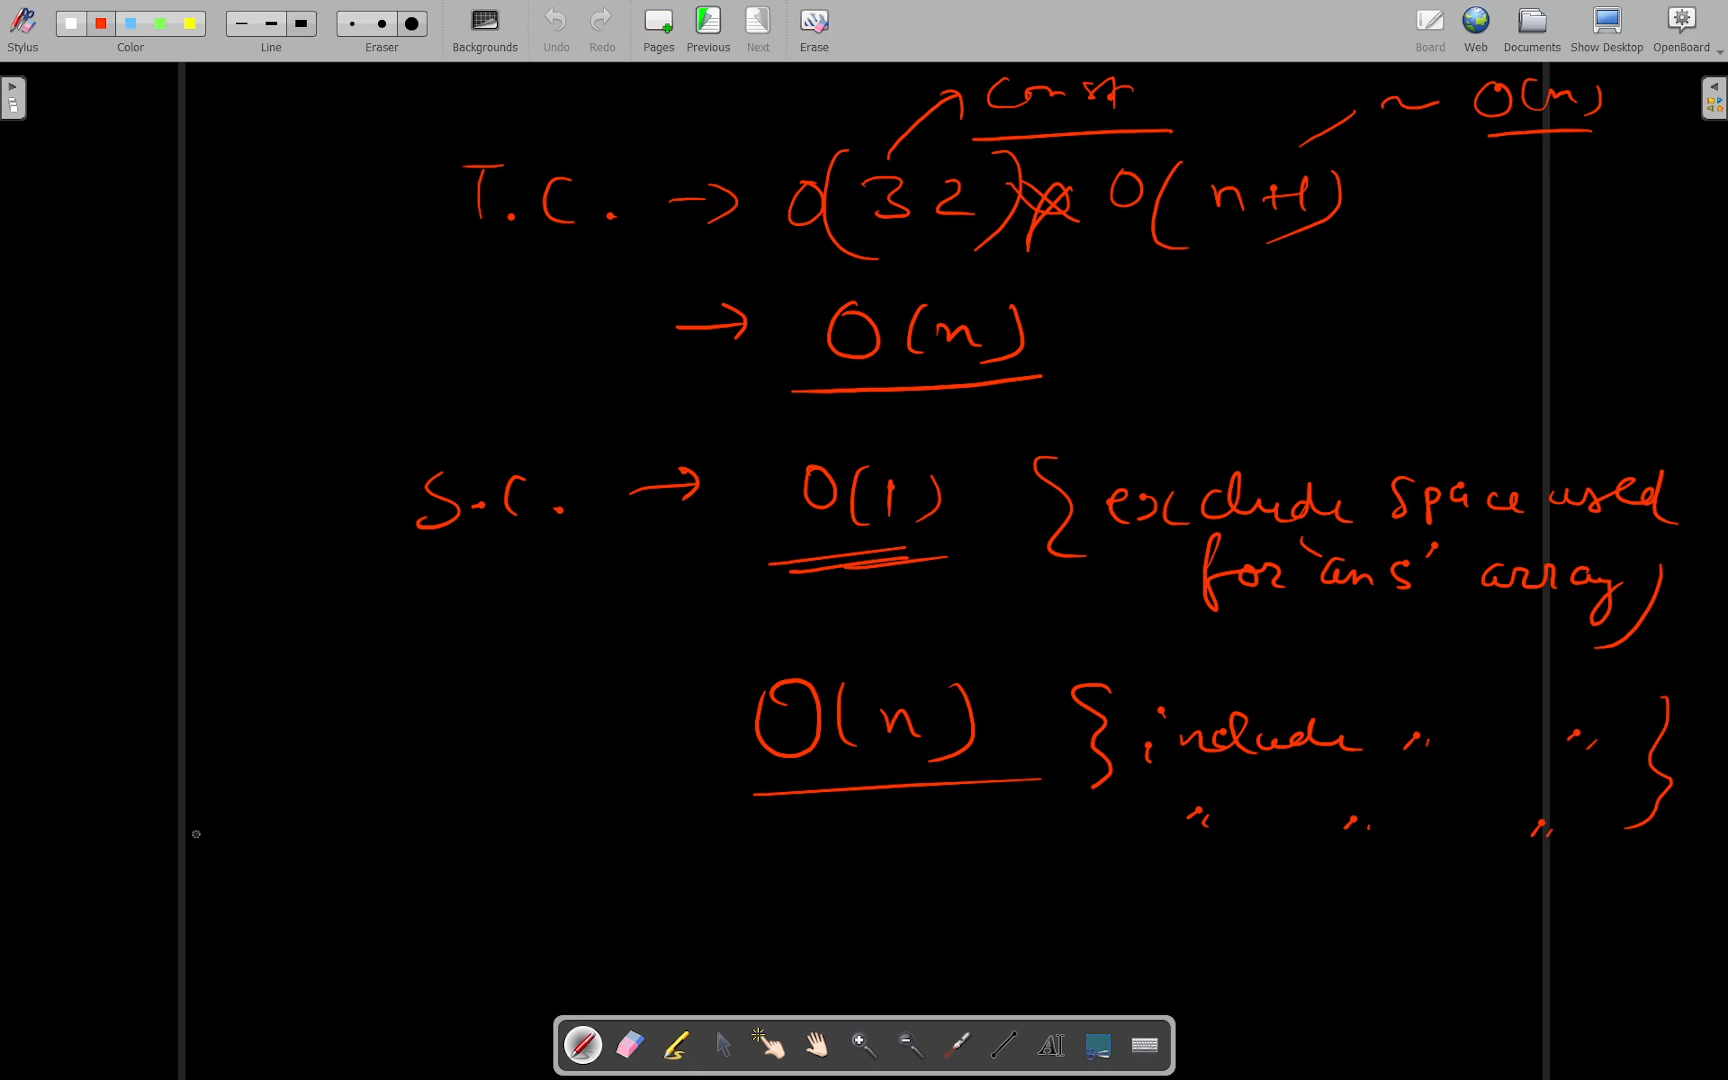 Stylus Color Line Eraser Backgrounds Undo Redo Pages Previous Next Erase Board Web Documents Show Desktop OpenBoard
const ~ O(n)
T.C. → O(32) × O(n+1)
→ O(n)
S.C. → O(1) {exclude space used
for 'ans' array)
O(n) {include " "
" " " }
AI